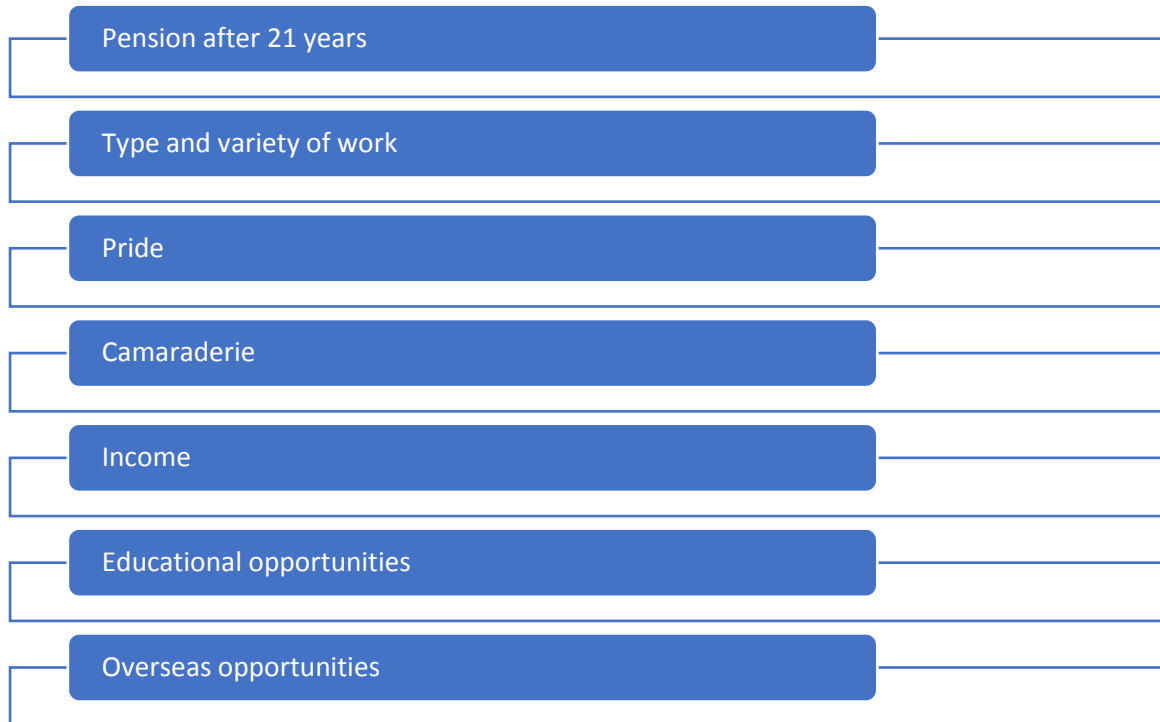 Pension after 21 years
Type and variety of work
Pride
Camaraderie
Income
Educational opportunities
Overseas opportunities